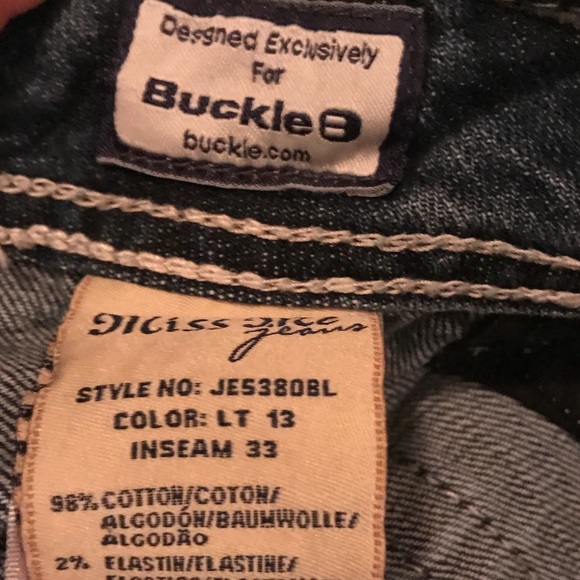 Designed Exclusively
For
Buckle B
buckle.com
Miss Me
jeans
STYLE NO: JE5380BL
COLOR: LT 13
INSEAM 33
98% COTTON/COTON/
ALGODÓN/BAUMWOLLE/
ALGODÃO
2% ELASTIN/ELASTINE/